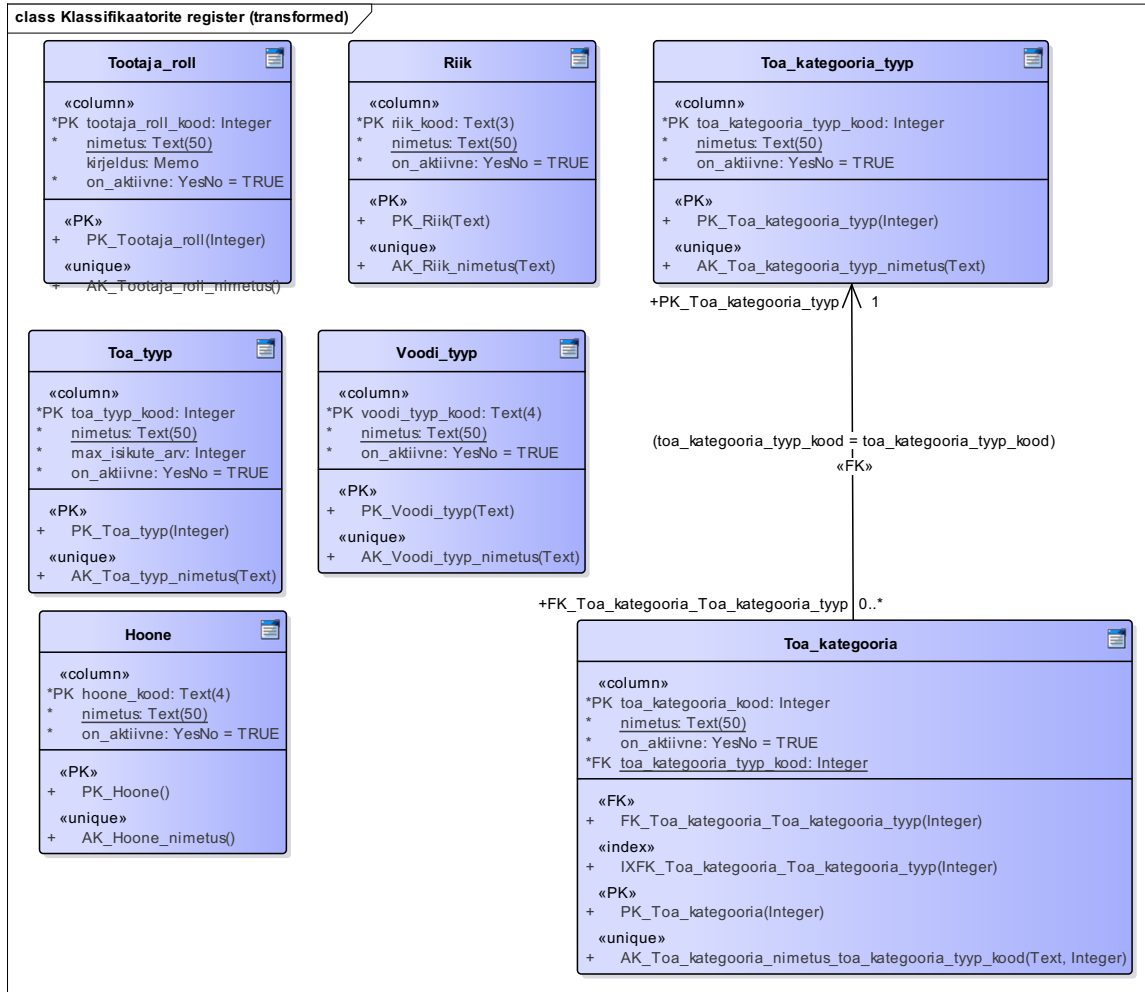 class Klassifikaatorite register (transformed)
Tootaja_roll
«column»
*PK tootaja_roll_kood: Integer
* nimetus: Text(50)
kirjeldus: Memo
* on_aktiivne: YesNo = TRUE
«PK»
+ PK_Tootaja_roll(Integer)
«unique»
+ AK_Tootaja_roll_nimetus()
Riik
«column»
*PK riik_kood: Text(3)
* nimetus: Text(50)
* on_aktiivne: YesNo = TRUE
«PK»
+ PK_Riik(Text)
«unique»
+ AK_Riik_nimetus(Text)
Toa_kategooria_tyyp
«column»
*PK toa_kategooria_tyyp_kood: Integer
* nimetus: Text(50)
* on_aktiivne: YesNo = TRUE
«PK»
+ PK_Toa_kategooria_tyyp(Integer)
«unique»
+ AK_Toa_kategooria_tyyp_nimetus(Text)
+PK_Toa_kategooria_tyyp 1
(toa_kategooria_tyyp_kood = toa_kategooria_tyyp_kood)
«FK»
+FK_Toa_kategooria_Toa_kategooria_tyyp 0..*
Toa_tyyp
«column»
*PK toa_tyyp_kood: Integer
* nimetus: Text(50)
* max_isikute_arv: Integer
* on_aktiivne: YesNo = TRUE
«PK»
+ PK_Toa_tyyp(Integer)
«unique»
+ AK_Toa_tyyp_nimetus(Text)
Voodi_tyyp
«column»
*PK voodi_tyyp_kood: Text(4)
* nimetus: Text(50)
* on_aktiivne: YesNo = TRUE
«PK»
+ PK_Voodi_tyyp(Text)
«unique»
+ AK_Voodi_tyyp_nimetus(Text)
Hoone
«column»
*PK hoone_kood: Text(4)
* nimetus: Text(50)
* on_aktiivne: YesNo = TRUE
«PK»
+ PK_Hoone()
«unique»
+ AK_Hoone_nimetus()
Toa_kategooria
«column»
*PK toa_kategooria_kood: Integer
* nimetus: Text(50)
* on_aktiivne: YesNo = TRUE
*FK toa_kategooria_tyyp_kood: Integer
«FK»
+ FK_Toa_kategooria_Toa_kategooria_tyyp(Integer)
«index»
+ IXFK_Toa_kategooria_Toa_kategooria_tyyp(Integer)
«PK»
+ PK_Toa_kategooria(Integer)
«unique»
+ AK_Toa_kategooria_nimetus_toa_kategooria_tyyp_kood(Text, Integer)